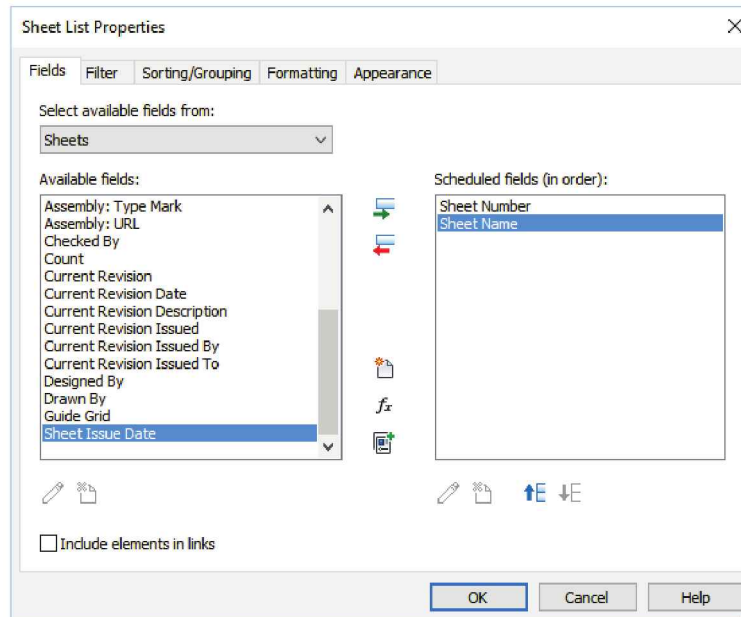 Sheet List Properties
Fields Filter Sorting/Grouping Formatting Appearance
Select available fields from:
Sheets
Available fields:
Assembly: Type Mark
Assembly: URL
Checked By
Count
Current Revision
Current Revision Date
Current Revision Description
Current Revision Issued
Current Revision Issued By
Current Revision Issued To
Designed By
Drawn By
Guide Grid
Sheet Issue Date
fx
Scheduled fields (in order):
Sheet Number
Sheet Name
Include elements in links
OK Cancel Help